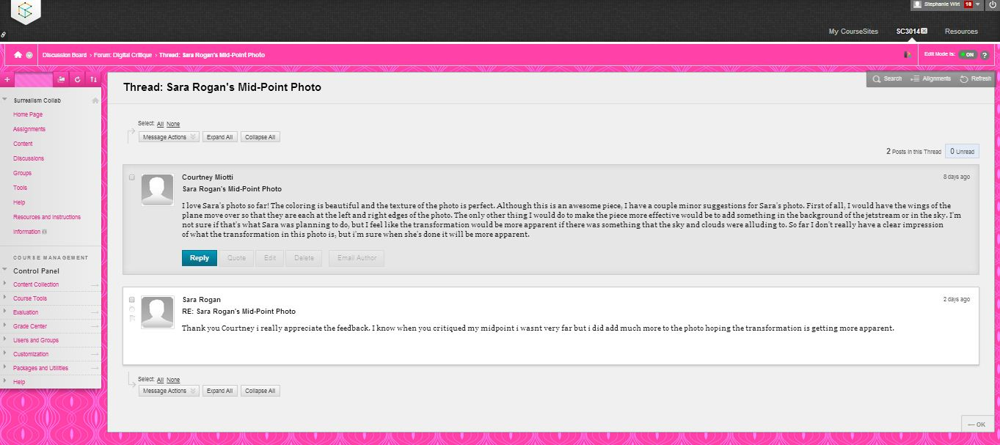 Stephanie Wirt 16
My CourseSites SC3014 Resources
Discussion Board › Forum: Digital Critique › Thread: Sara Rogan's Mid-Point Photo
Edit Mode is: ON ?
Search Alignments Refresh
Surrealism Collab
Home Page
Assignments
Content
Discussions
Groups
Tools
Help
Resources and Instructions
Information
COURSE MANAGEMENT
Control Panel
Content Collection
Course Tools
Evaluation
Grade Center
Users and Groups
Customization
Packages and Utilities
Help
Thread: Sara Rogan's Mid-Point Photo
Select: All None
Message Actions Expand All Collapse All
2 Posts in this Thread 0 Unread
Courtney Miotti 8 days ago
Sara Rogan's Mid-Point Photo
I love Sara's photo so far! The coloring is beautiful and the texture of the photo is perfect. Although this is an awesome piece, I have a couple minor suggestions for Sara's photo. First of all, I would have the wings of the
plane move over so that they are each at the left and right edges of the photo. The only other thing I would do to make the piece more effective would be to add something in the background of the jetstream or in the sky. I'm
not sure if that's what Sara was planning to do, but I feel like the transformation would be more apparent if there was something that the sky and clouds were alluding to. So far I don't really have a clear impression
of what the transformation in this photo is, but i'm sure when she's done it will be more apparent.
Reply Quote Edit Delete Email Author
Sara Rogan 2 days ago
RE: Sara Rogan's Mid-Point Photo
Thank you Courtney i really appreciate the feedback. I know when you critiqued my midpoint i wasnt very far but i did add much more to the photo hoping the transformation is getting more apparent.
Select: All None
Message Actions Expand All Collapse All
← OK